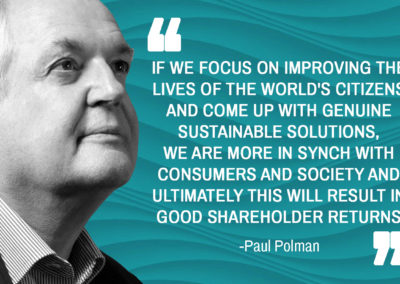 IF WE FOCUS ON IMPROVING THE
LIVES OF THE WORLD'S CITIZENS
AND COME UP WITH GENUINE
SUSTAINABLE SOLUTIONS,
WE ARE MORE IN SYNCH WITH
CONSUMERS AND SOCIETY AND
ULTIMATELY THIS WILL RESULT IN
GOOD SHAREHOLDER RETURNS
-Paul Polman